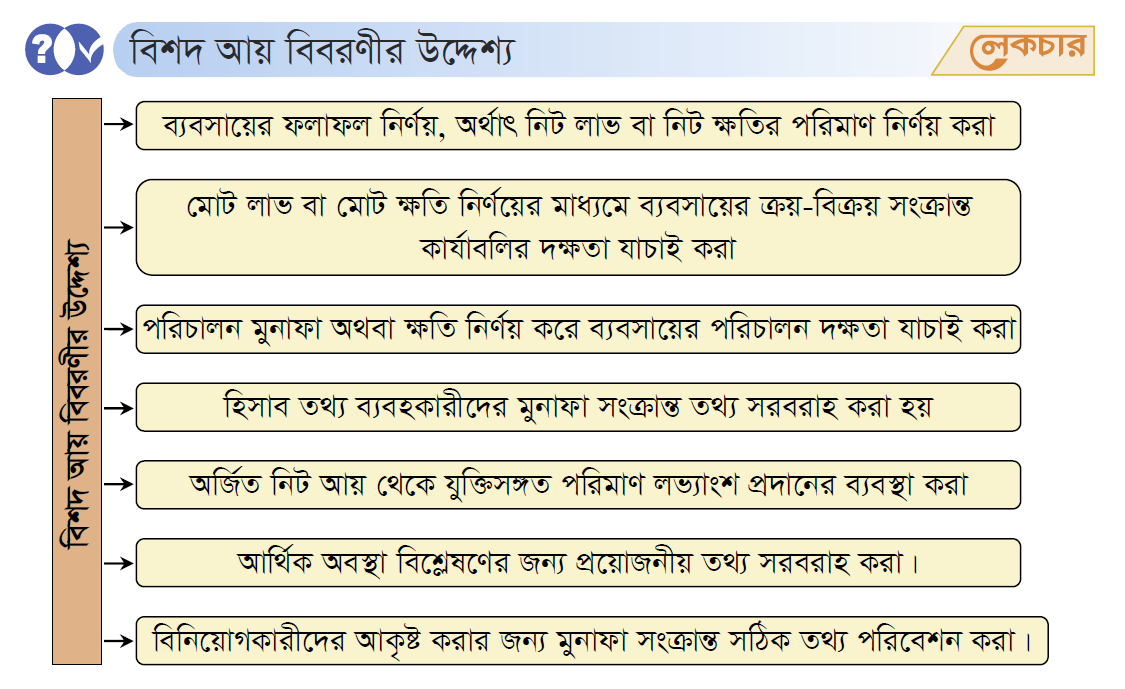 বিশদ আয় বিবরণীর উদ্দেশ্য
লেকচার
বিশদ আয় বিবরণীর উদ্দেশ্য
ব্যবসায়ের ফলাফল নির্ণয়, অর্থাৎ নিট লাভ বা নিট ক্ষতির পরিমাণ নির্ণয় করা
মোট লাভ বা মোট ক্ষতি নির্ণয়ের মাধ্যমে ব্যবসায়ের ক্রয়-বিক্রয় সংক্রান্ত
কার্যাবলির দক্ষতা যাচাই করা
পরিচালন মুনাফা অথবা ক্ষতি নির্ণয় করে ব্যবসায়ের পরিচালন দক্ষতা যাচাই করা
হিসাব তথ্য ব্যবহকারীদের মুনাফা সংক্রান্ত তথ্য সরবরাহ করা হয়
অর্জিত নিট আয় থেকে যুক্তিসঙ্গত পরিমাণ লভ্যাংশ প্রদানের ব্যবস্থা করা
আর্থিক অবস্থা বিশ্লেষণের জন্য প্রয়োজনীয় তথ্য সরবরাহ করা।
বিনিয়োগকারীদের আকৃষ্ট করার জন্য মুনাফা সংক্রান্ত সঠিক তথ্য পরিবেশন করা।